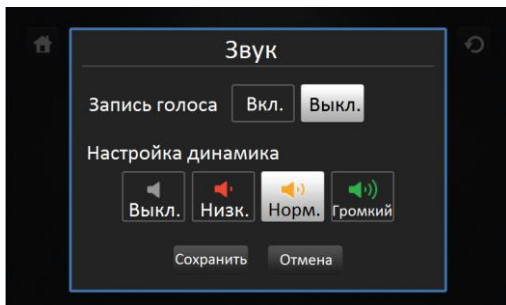 Звук
Запись голоса Вкл. Выкл.
Настройка динамика
Выкл. Низк. Норм. Громкий
Сохранить Отмена